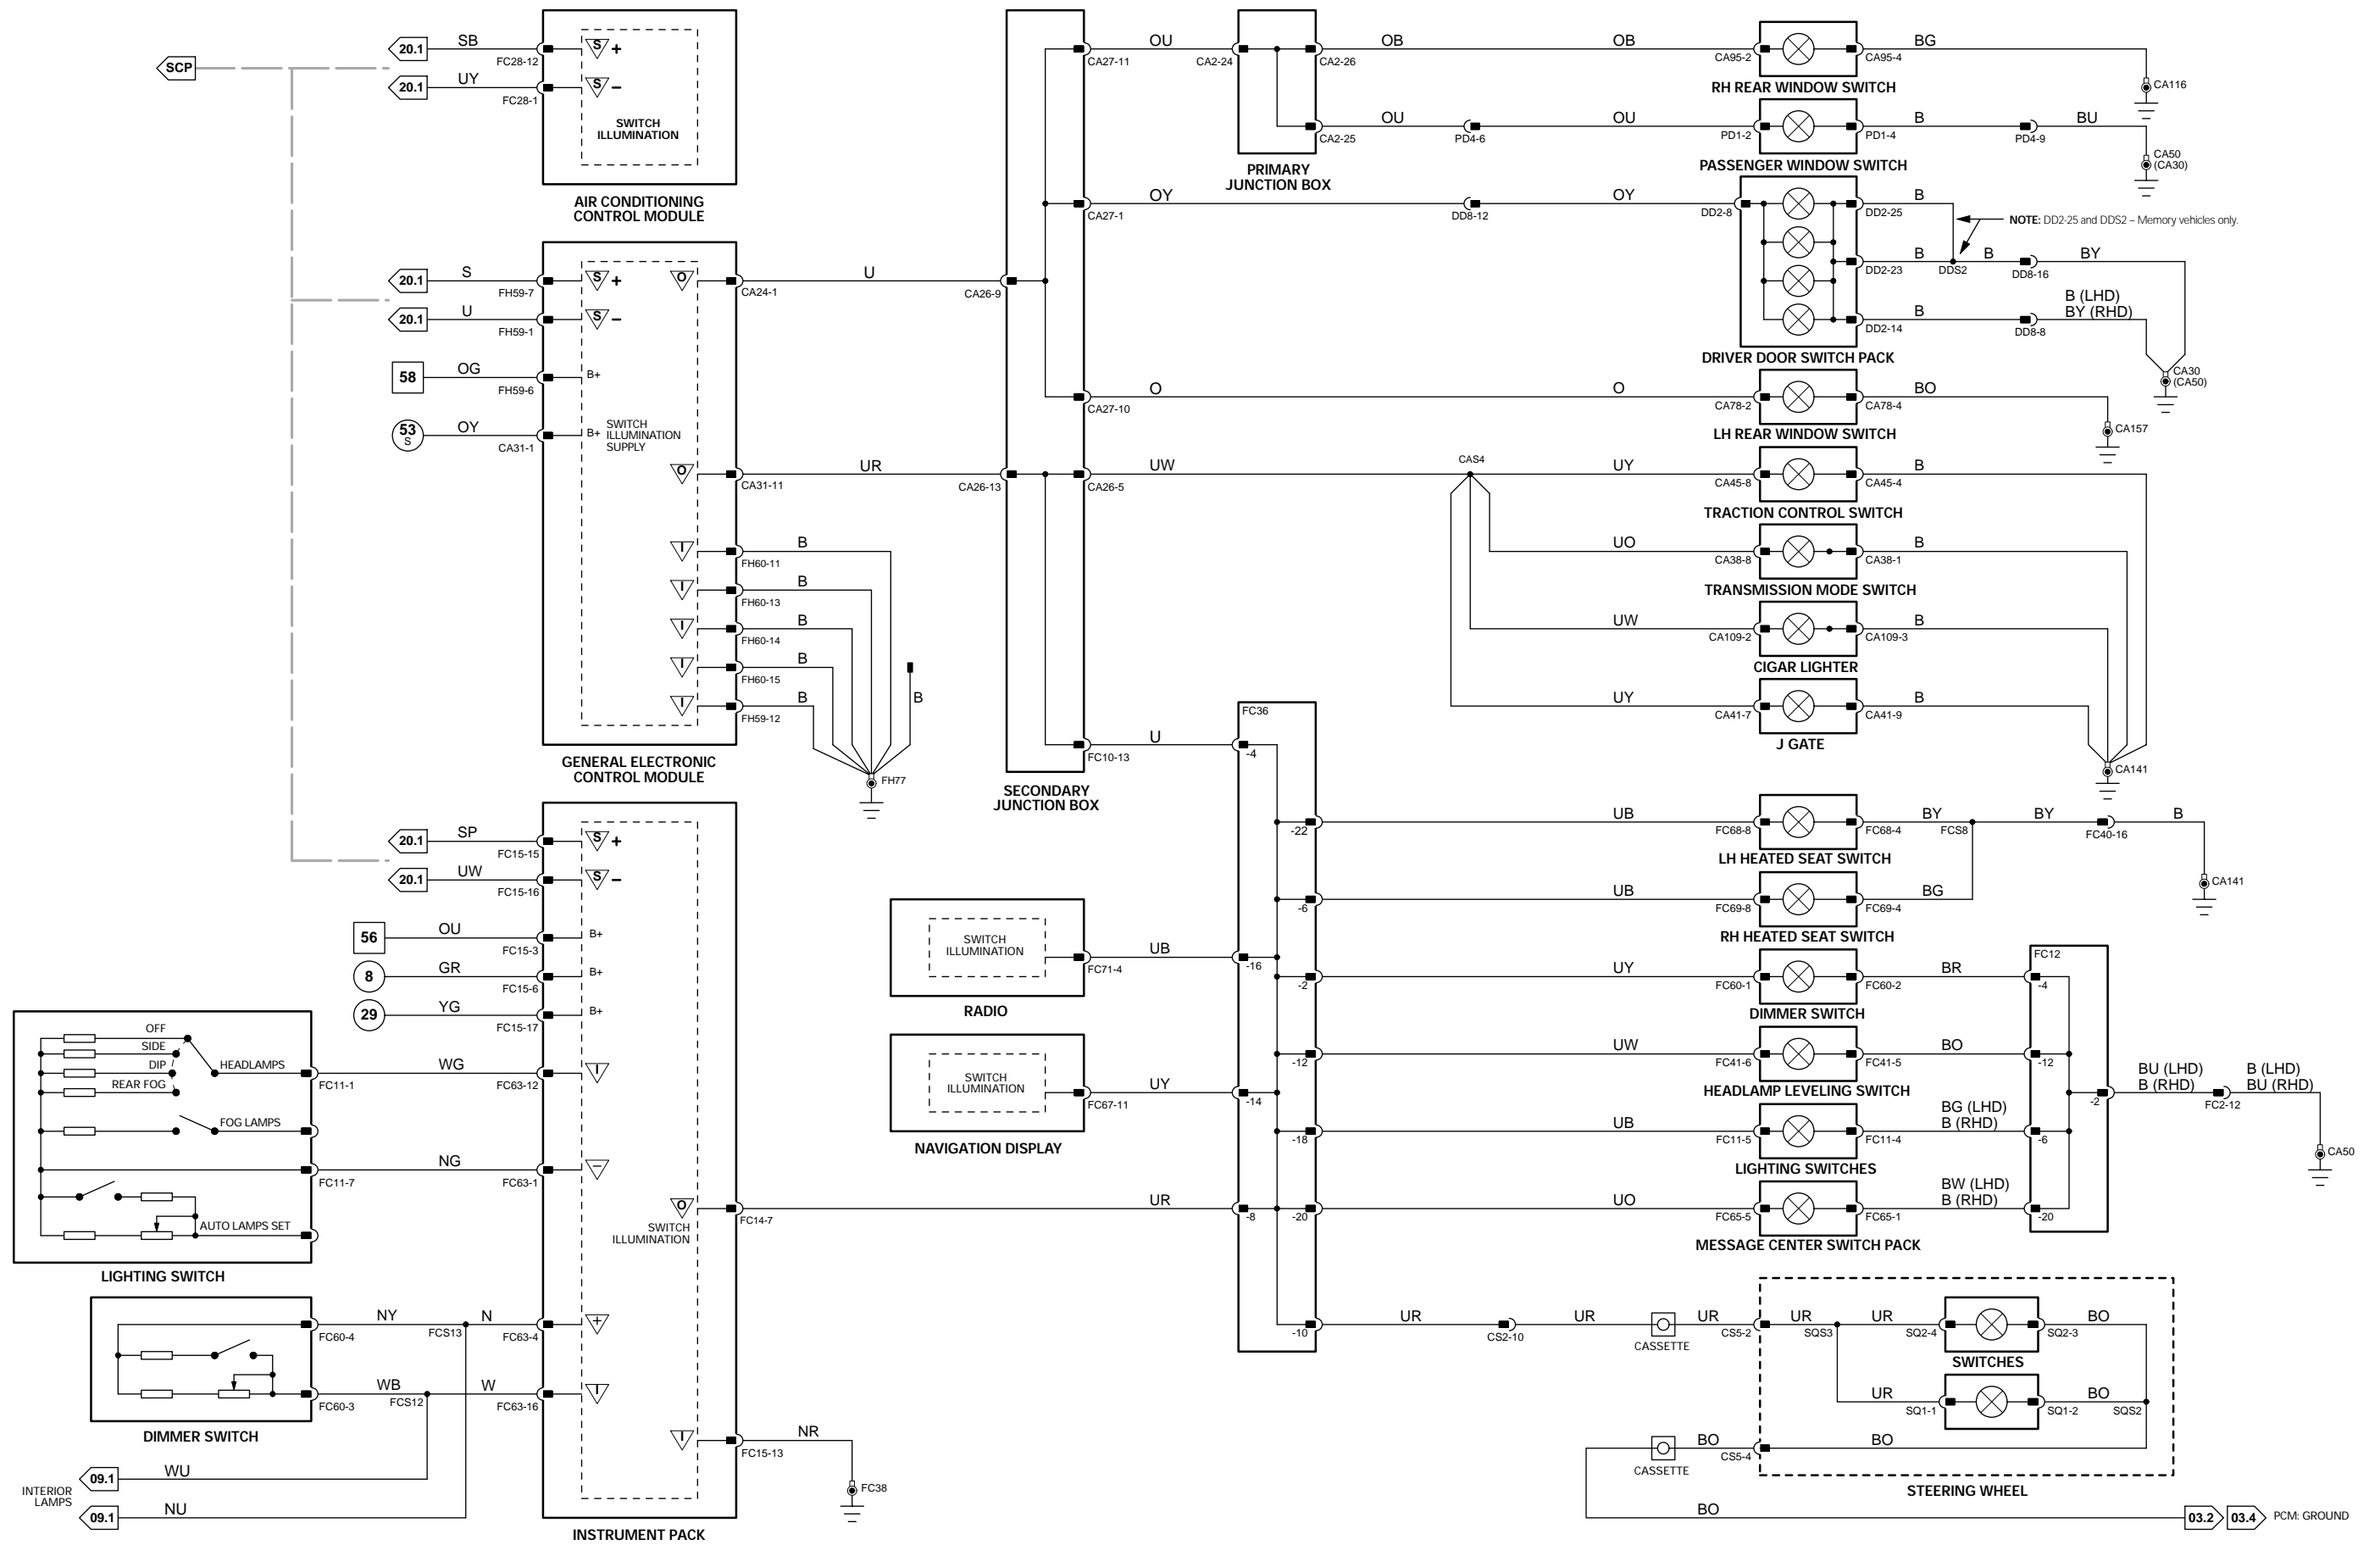 SCP
20.1
SB
FC28-12
S
+
20.1
UY
FC28-1
S
–
SWITCH
ILLUMINATION
AIR CONDITIONING
CONTROL MODULE
20.1
S
FH59-7
S
+
O
CA24-1
U
CA26-9
20.1
U
FH59-1
S
–
58
OG
FH59-6
B+
53
S
OY
CA31-1
B+
SWITCH
ILLUMINATION
SUPPLY
O
CA31-11
UR
CA26-13
I
FH60-11
B
I
FH60-13
B
I
FH60-14
B
I
FH60-15
B
I
FH59-12
B
B
FH77
GENERAL ELECTRONIC
CONTROL MODULE
CA27-11
OU
CA2-24
CA2-26
OB
OB
CA95-2
CA95-4
BG
CA116
RH REAR WINDOW SWITCH
CA2-25
OU
PD4-6
OU
PD1-2
PD1-4
B
PD4-9
BU
CA50
(CA30)
PASSENGER WINDOW SWITCH
PRIMARY
JUNCTION BOX
CA27-1
OY
DD8-12
OY
DD2-8
DD2-25
B
NOTE: DD2-25 and DDS2 – Memory vehicles only.
DD2-23
B
DDS2
B
DD8-16
BY
DD2-14
B
DD8-8
B (LHD)
BY (RHD)
CA30
(CA50)
DRIVER DOOR SWITCH PACK
CA27-10
O
O
CA78-2
CA78-4
BO
CA157
LH REAR WINDOW SWITCH
CA26-5
UW
CAS4
UY
CA45-8
CA45-4
B
TRACTION CONTROL SWITCH
UO
CA38-8
CA38-1
B
TRANSMISSION MODE SWITCH
UW
CA109-2
CA109-3
B
CIGAR LIGHTER
UY
CA41-7
CA41-9
B
J GATE
CA141
FC10-13
U
SECONDARY
JUNCTION BOX
FC36
-4
-22
UB
FC68-8
FC68-4
BY
FCS8
BY
FC40-16
B
CA141
LH HEATED SEAT SWITCH
-6
UB
FC69-8
FC69-4
BG
RH HEATED SEAT SWITCH
SWITCH
ILLUMINATION
FC71-4
UB
-16
RADIO
-2
UY
FC60-1
FC60-2
BR
FC12
-4
DIMMER SWITCH
-12
UW
FC41-6
FC41-5
BO
-12
HEADLAMP LEVELING SWITCH
SWITCH
ILLUMINATION
FC67-11
UY
-14
NAVIGATION DISPLAY
-2
BU (LHD)
B (RHD)
FC2-12
B (LHD)
BU (RHD)
CA50
-18
UB
FC11-5
FC11-4
BG (LHD)
B (RHD)
-6
LIGHTING SWITCHES
UR
-8
-20
UO
FC65-5
FC65-1
BW (LHD)
B (RHD)
-20
MESSAGE CENTER SWITCH PACK
-10
UR
CS2-10
UR
CASSETTE
UR
CS5-2
UR
SQS3
UR
SQ2-4
SQ2-3
BO
SWITCHES
UR
SQ1-1
SQ1-2
BO
SQS2
CASSETTE
BO
CS5-4
BO
STEERING WHEEL
BO
03.2
03.4
PCM: GROUND
20.1
SP
FC15-15
S
+
20.1
UW
FC15-16
S
–
56
OU
FC15-3
B+
8
GR
FC15-6
B+
29
YG
FC15-17
B+
OFF
SIDE
DIP
REAR FOG
HEADLAMPS
FC11-1
WG
FC63-12
I
FOG LAMPS
FC11-7
NG
FC63-1
–
AUTO LAMPS SET
LIGHTING SWITCH
O
SWITCH
ILLUMINATION
FC14-7
FC60-4
NY
FCS13
N
FC63-4
+
FC60-3
WB
FCS12
W
FC63-16
I
DIMMER SWITCH
I
FC15-13
NR
FC38
INSTRUMENT PACK
INTERIOR
LAMPS
09.1
WU
09.1
NU